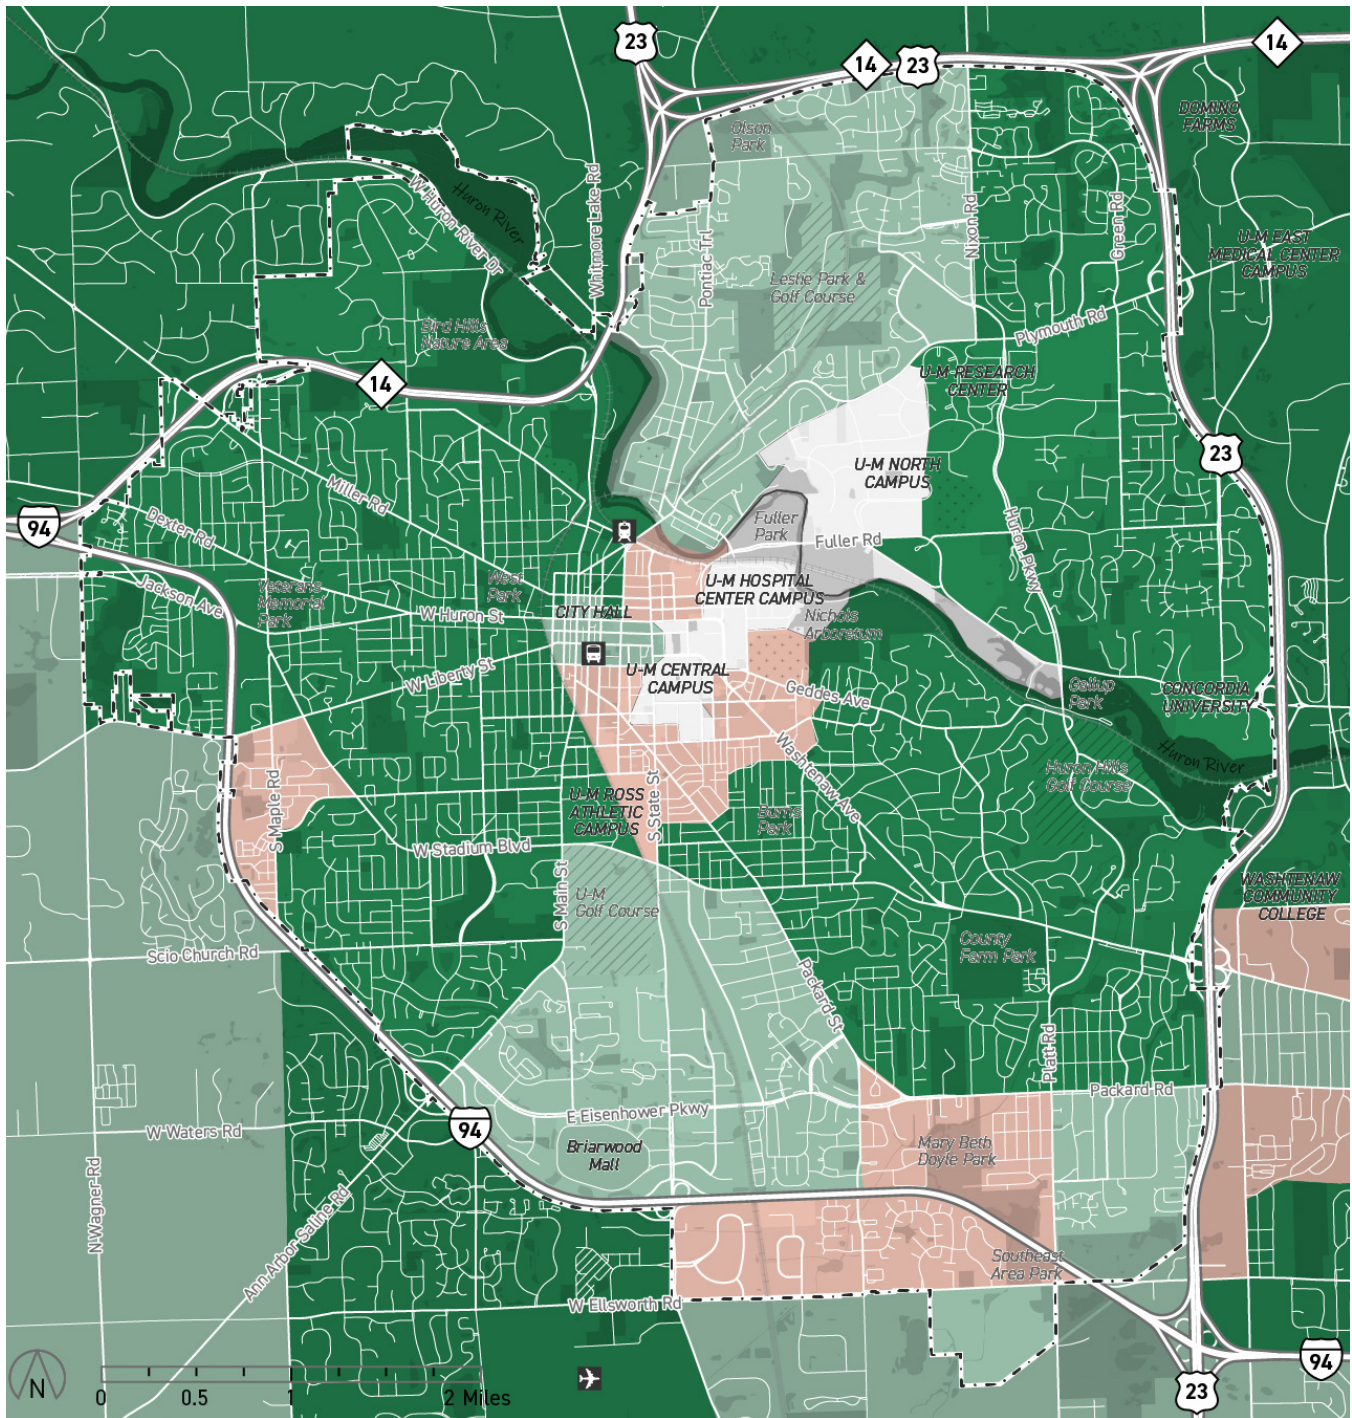 23
14
23
14
DOMINO
FARMS
Olson
Park
Huron River
W Huron River Dr
Whitmore Lake Rd
Pontiac Trl
Nixon Rd
Green Rd
U-M EAST
MEDICAL CENTER
CAMPUS
Leslie Park &
Golf Course
Bird Hills
Nature Area
Plymouth Rd
14
U-M RESEARCH
CENTER
23
U-M NORTH
CAMPUS
Miller Rd
94
Dexter Rd
Fuller
Park
Fuller Rd
Huron Pkwy
Jackson Ave
Veterans
Memorial
Park
West
Park
U-M HOSPITAL
CENTER CAMPUS
W Huron St
CITY HALL
Nichols
Arboretum
W Liberty St
U-M CENTRAL
CAMPUS
Geddes Ave
Gallup
Park
CONCORDIA
UNIVERSITY
Washtenaw Ave
Huron River
Huron Hills
Golf Course
S Maple Rd
U-M ROSS
ATHLETIC
CAMPUS
S State St
Burns
Park
W Stadium Blvd
S Main St
U-M
Golf Course
WASHTENAW
COMMUNITY
COLLEGE
Scio Church Rd
County
Farm Park
Packard St
Platt Rd
Packard Rd
E Eisenhower Pkwy
94
W Waters Rd
Briarwood
Mall
Mary Beth
Doyle Park
N Wagner Rd
Ann Arbor Saline Rd
Southeast
Area Park
W Ellsworth Rd
N
0
0.5
1
2 Miles
94
23